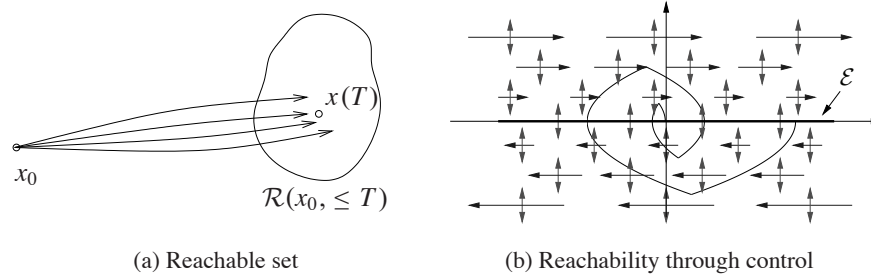 x(T)
x₀
ℛ(x₀, ≤ T)
(a) Reachable set
ℰ
(b) Reachability through control